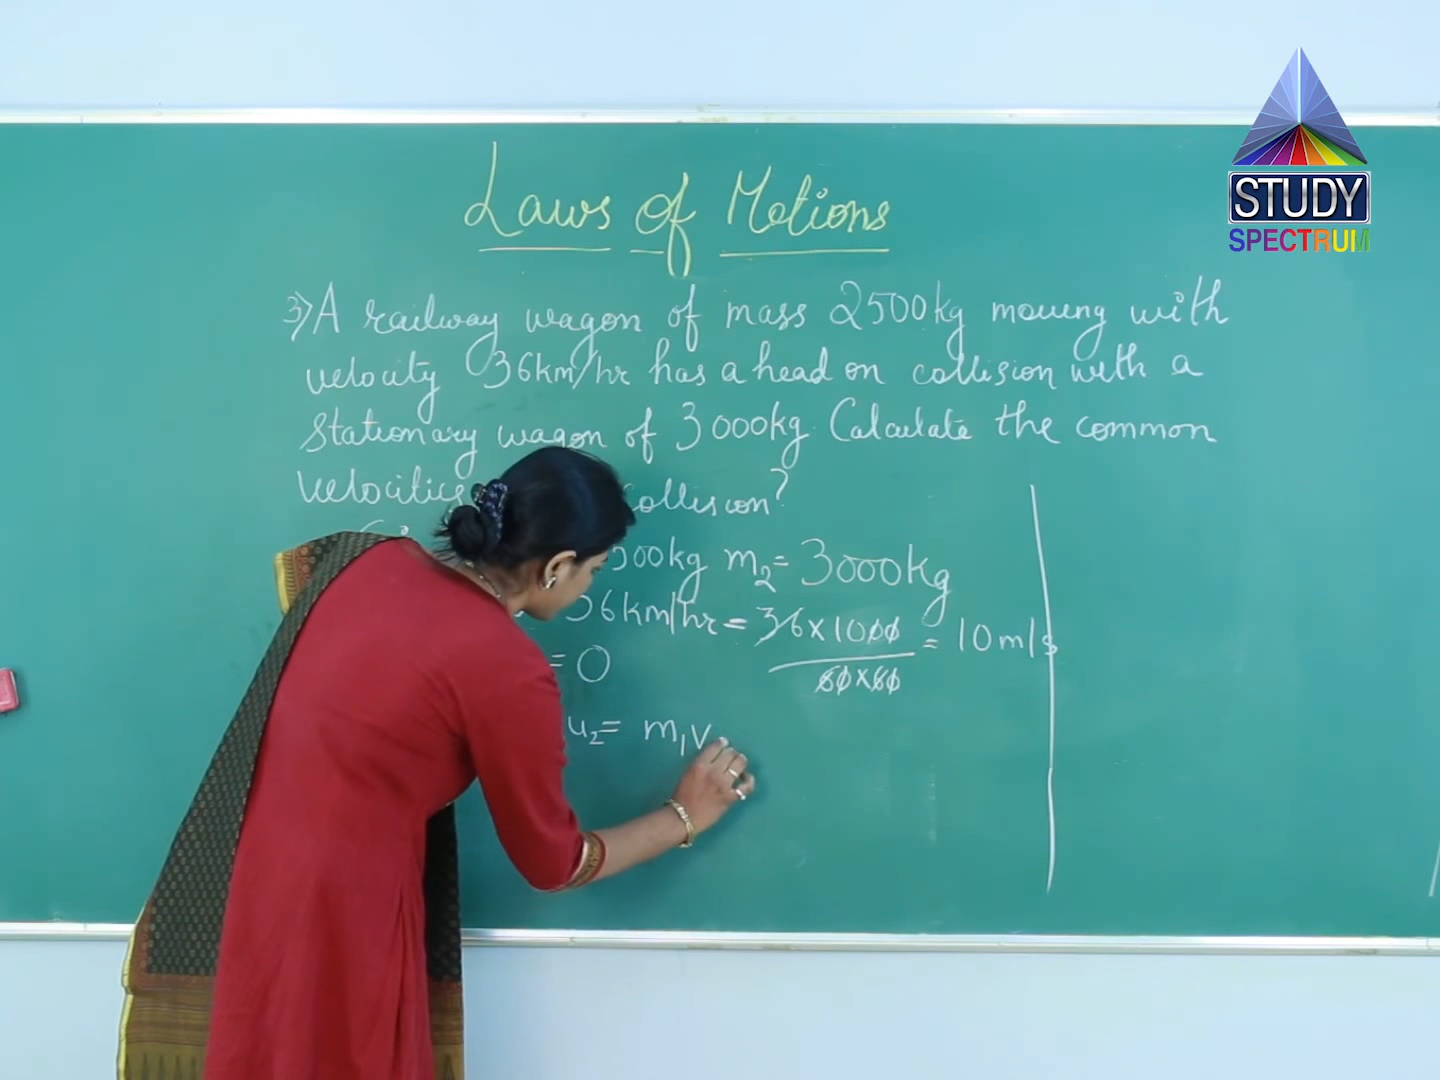 Laws of Motions
STUDY
SPECTRUM
3) A railway wagon of mass 2500kg moving with
velocity 36km/hr has a head on collision with a
Stationary wagon of 3000kg. Calculate the common
Velocities collision?
500kg m₂= 3000kg
36km/hr = 36x1000 / 60x60 = 10m/s
= 0
u₂= m₁v